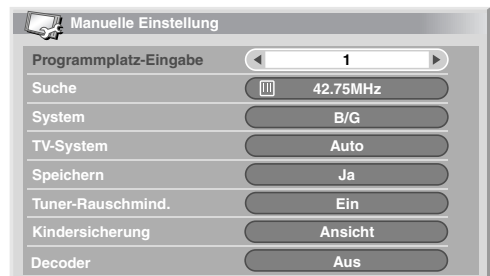 Manuelle Einstellung
Programmplatz-Eingabe 1
Suche 42.75MHz
System B/G
TV-System Auto
Speichern Ja
Tuner-Rauschmind. Ein
Kindersicherung Ansicht
Decoder Aus